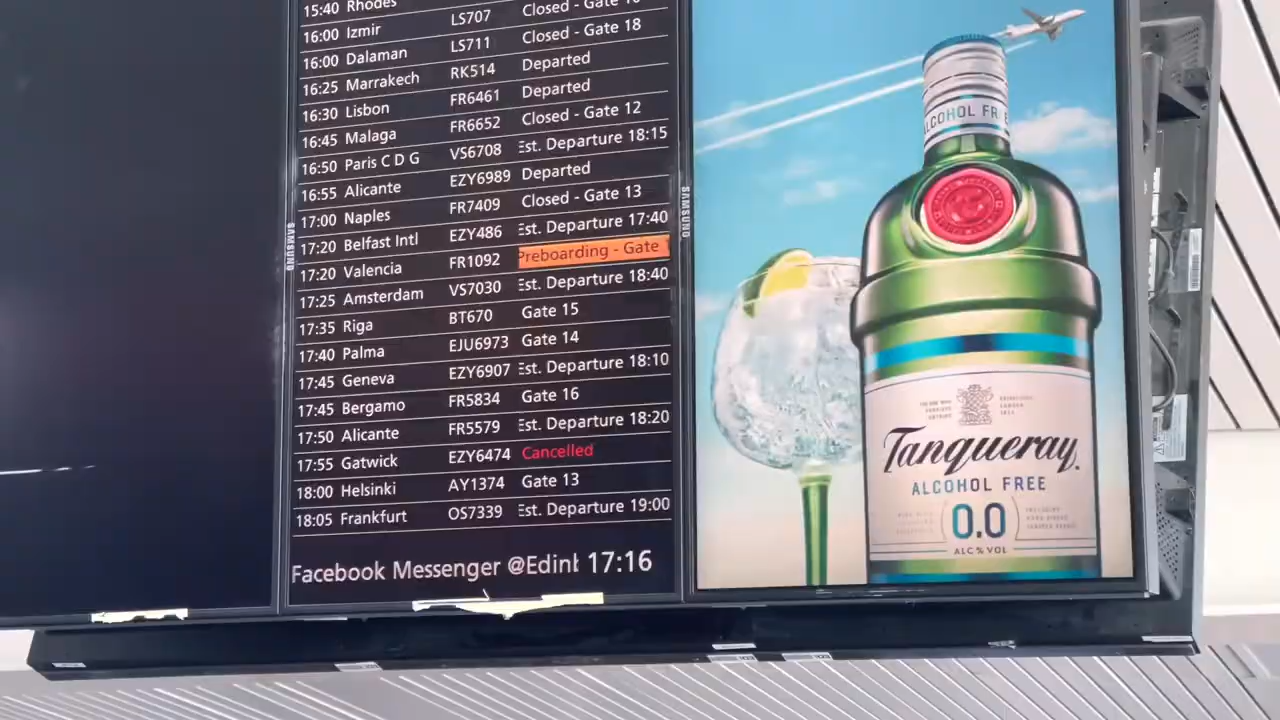 15:40 Rhodes
16:00 Izmir LS707 Closed - Gate 18
16:00 Dalaman LS711 Departed
16:25 Marrakech RK514 Departed
16:30 Lisbon FR6461 Closed - Gate 12
16:45 Malaga FR6652 Est. Departure 18:15
16:50 Paris C D G VS6708 Departed
16:55 Alicante EZY6989 Closed - Gate 13
17:00 Naples FR7409 Est. Departure 17:40
17:20 Belfast Intl EZY486 Preboarding - Gate
17:20 Valencia FR1092 Est. Departure 18:40
17:25 Amsterdam VS7030 Gate 15
17:35 Riga BT670 Gate 14
17:40 Palma EJU6973 Est. Departure 18:10
17:45 Geneva EZY6907 Gate 16
17:45 Bergamo FR5834 Est. Departure 18:20
17:50 Alicante FR5579 Cancelled
17:55 Gatwick EZY6474 Gate 13
18:00 Helsinki AY1374 Est. Departure 19:00
18:05 Frankfurt OS7339
Facebook Messenger @Edin 17:16
SAMSUNG
SAMSUNG
ALCOHOL FREE
Tanqueray
ALCOHOL FREE
0.0
ALC % VOL